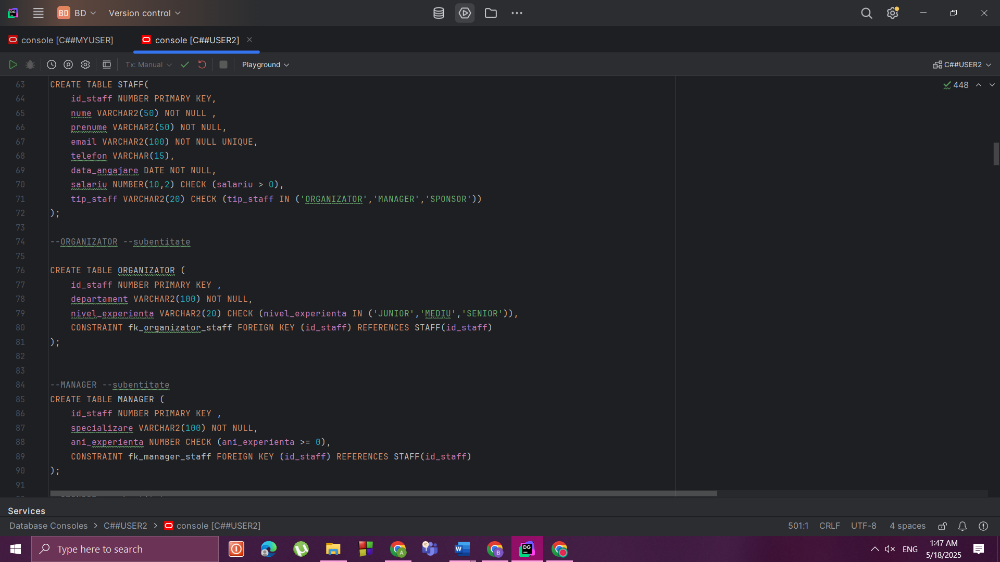 BD BD Version control
console [C##MYUSER] console [C##USER2]
Tx: Manual Playground C##USER2
448
63 CREATE TABLE STAFF(
64 id_staff NUMBER PRIMARY KEY,
65 nume VARCHAR2(50) NOT NULL ,
66 prenume VARCHAR2(50) NOT NULL,
67 email VARCHAR2(100) NOT NULL UNIQUE,
68 telefon VARCHAR(15),
69 data_angajare DATE NOT NULL,
70 salariu NUMBER(10,2) CHECK (salariu > 0),
71 tip_staff VARCHAR2(20) CHECK (tip_staff IN ('ORGANIZATOR','MANAGER','SPONSOR'))
72 );
73
74 --ORGANIZATOR --subentitate
75
76 CREATE TABLE ORGANIZATOR (
77 id_staff NUMBER PRIMARY KEY ,
78 departament VARCHAR2(100) NOT NULL,
79 nivel_experienta VARCHAR2(20) CHECK (nivel_experienta IN ('JUNIOR','MEDIU','SENIOR')),
80 CONSTRAINT fk_organizator_staff FOREIGN KEY (id_staff) REFERENCES STAFF(id_staff)
81 );
82
83
84 --MANAGER --subentitate
85 CREATE TABLE MANAGER (
86 id_staff NUMBER PRIMARY KEY ,
87 specializare VARCHAR2(100) NOT NULL,
88 ani_experienta NUMBER CHECK (ani_experienta >= 0),
89 CONSTRAINT fk_manager_staff FOREIGN KEY (id_staff) REFERENCES STAFF(id_staff)
90 );
91
Services
Database Consoles > C##USER2 > console [C##USER2] 501:1 CRLF UTF-8 4 spaces
Type here to search ENG 1:47 AM
5/18/2025